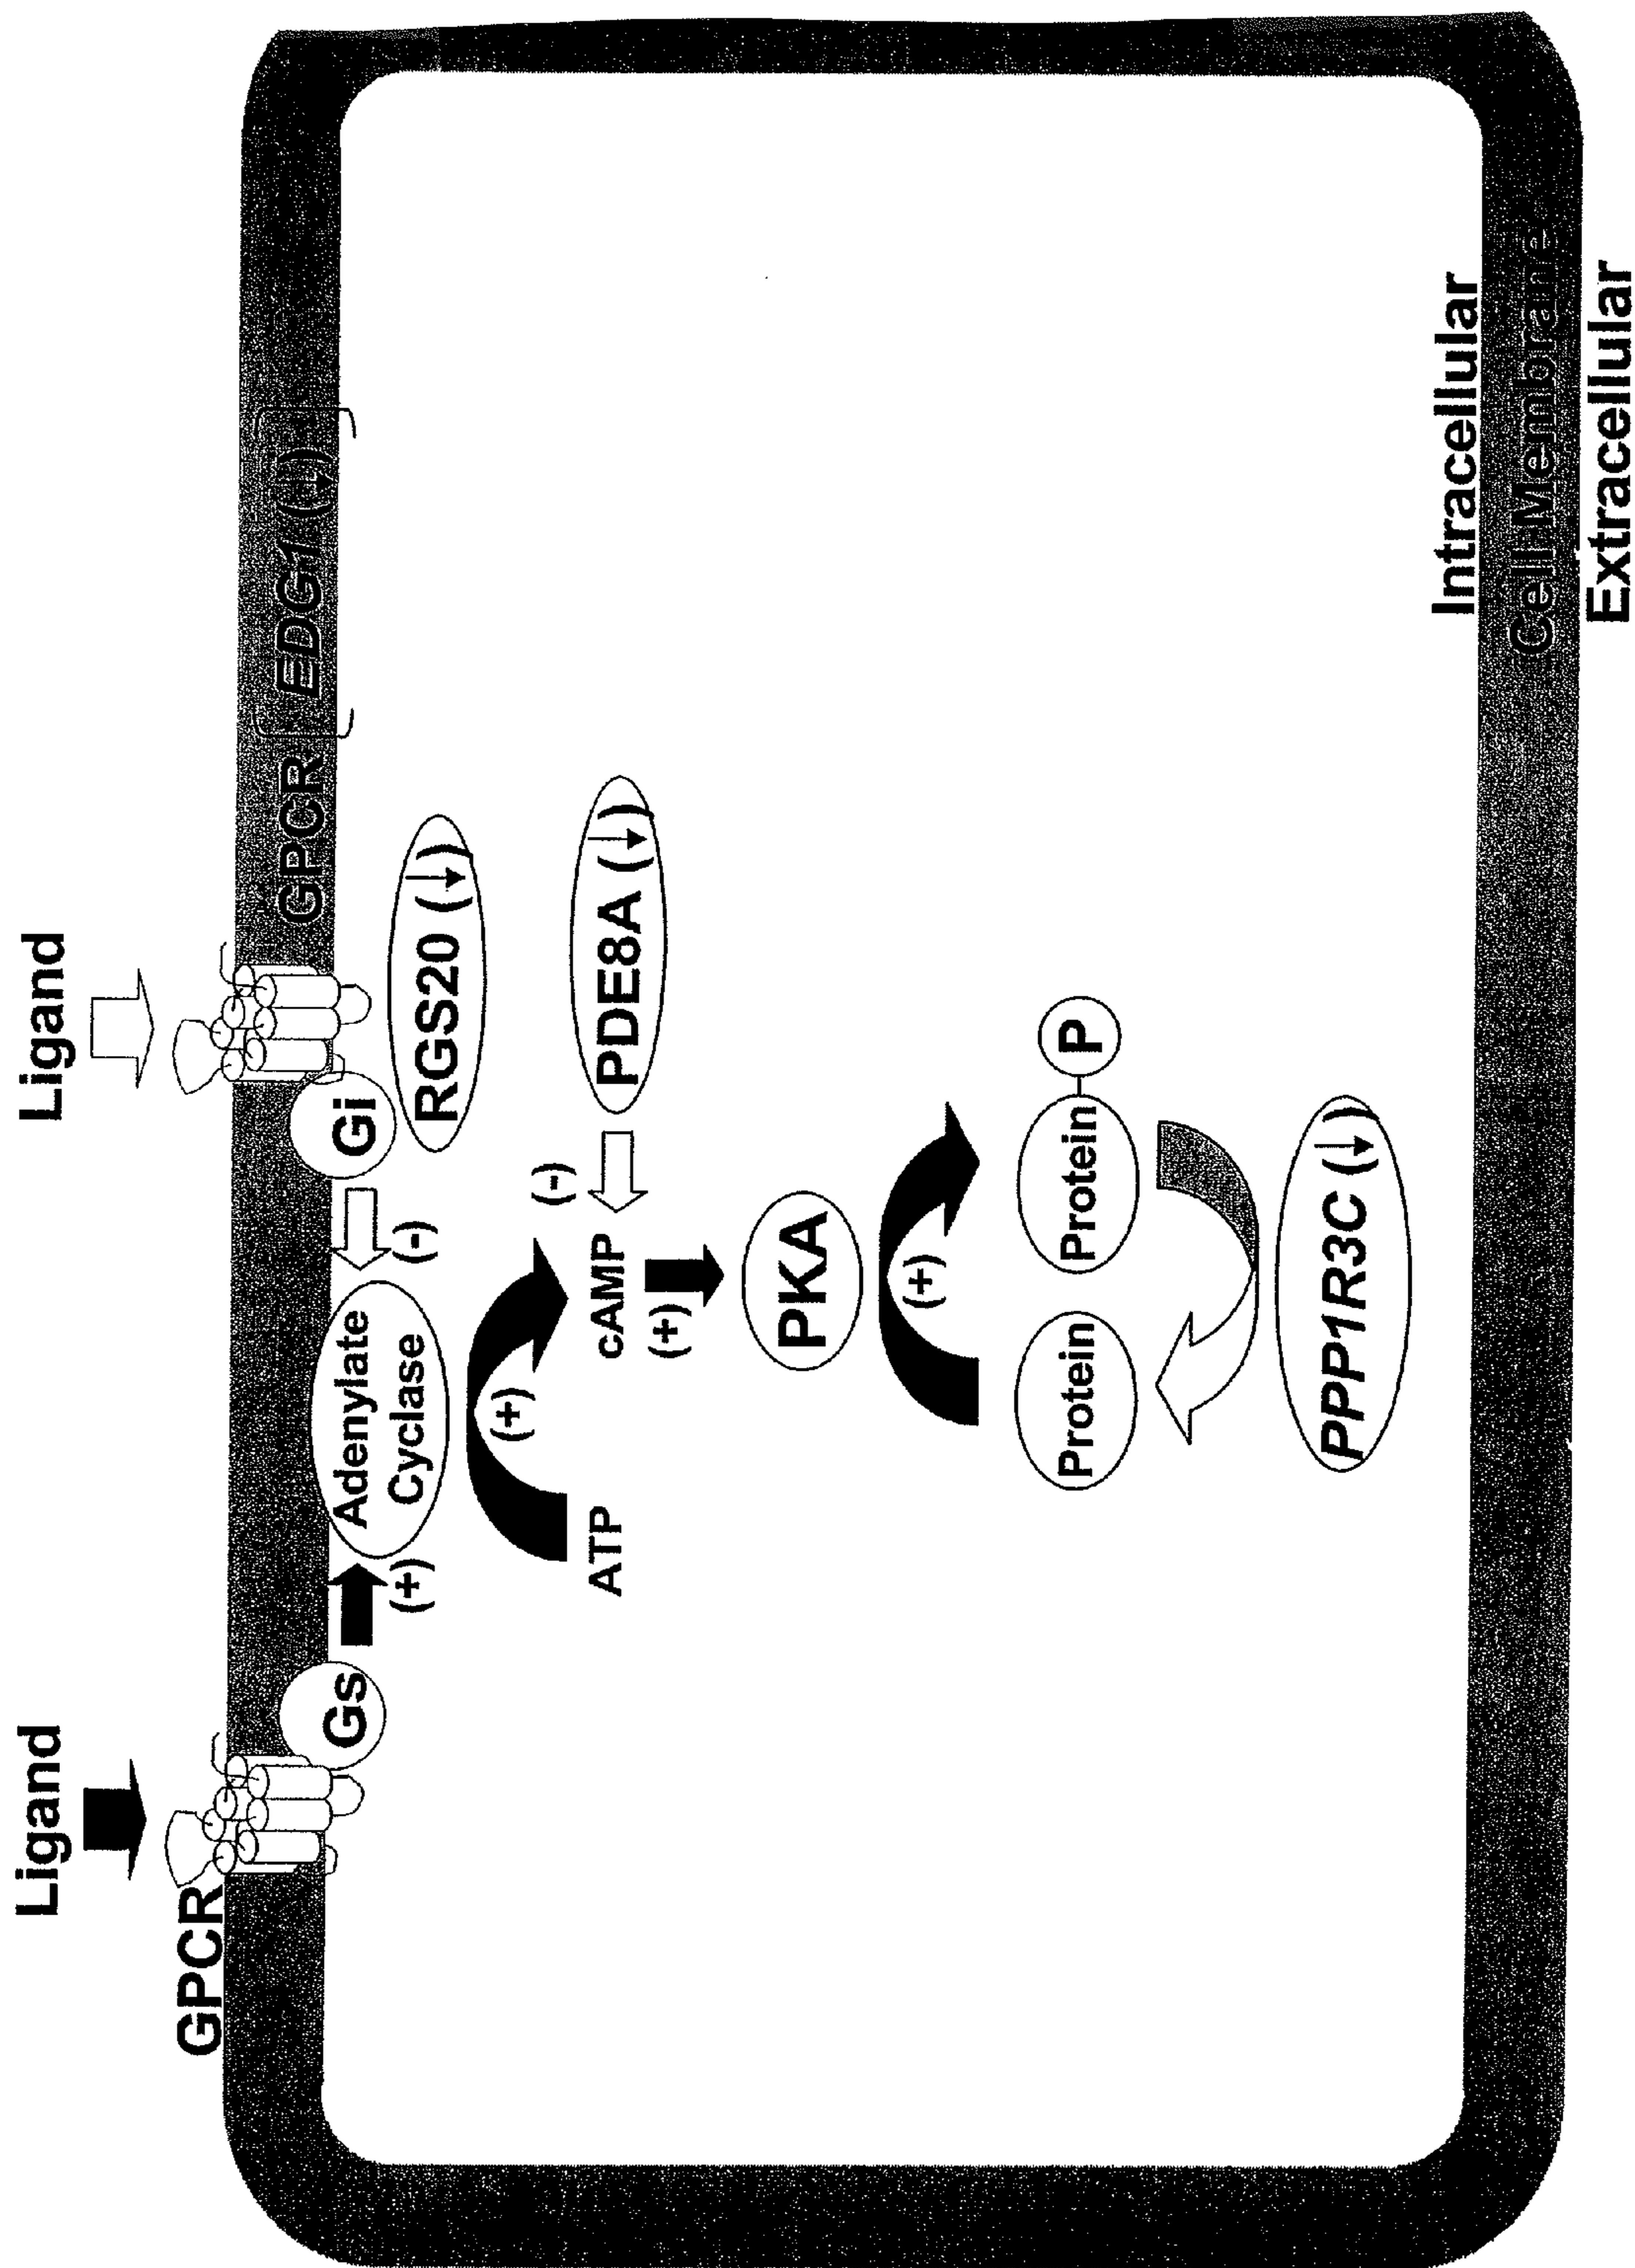 Ligand
Ligand
GPCR
GPCR [EDG1 (↓)]
Gs
(+)
Adenylate
Cyclase
(-)
Gi
RGS20 (↓)
ATP
(+)
cAMP
(-)
PDE8A (↓)
(+)
PKA
(+)
Protein
Protein
P
PPP1R3C (↓)
Intracellular
Cell Membrane
Extracellular